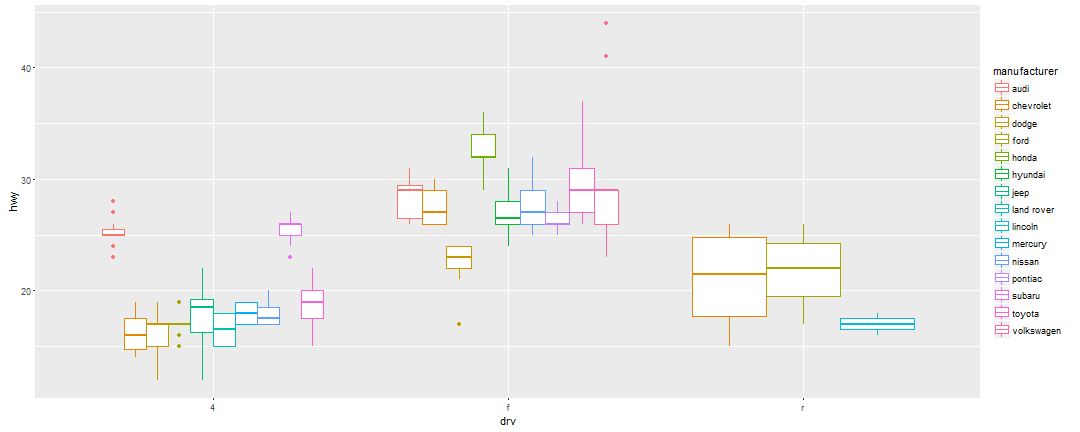 hwy
40
30
20
4
f
r
drv
manufacturer
audi
chevrolet
dodge
ford
honda
hyundai
jeep
land rover
lincoln
mercury
nissan
pontiac
subaru
toyota
volkswagen